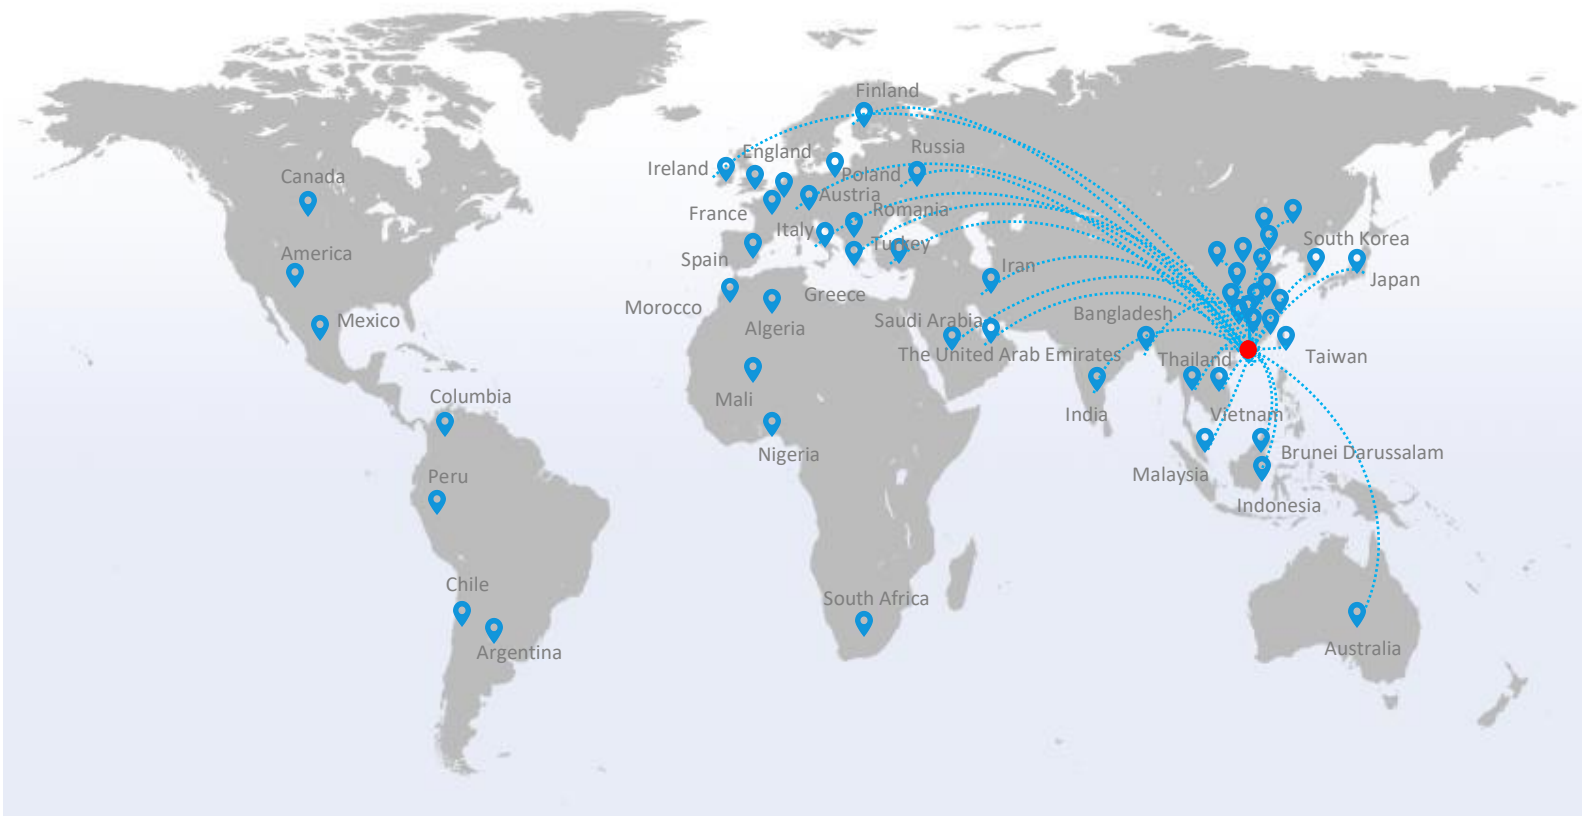 Finland
England
Russia
Ireland
Poland
Canada
Austria
France
Romania
Italy
South Korea
Turkey
America
Spain
Iran
Japan
Greece
Morocco
Algeria
Bangladesh
Mexico
Saudi Arabia
The United Arab Emirates
Thailand
Taiwan
Columbia
Mali
India
Vietnam
Nigeria
Brunei Darussalam
Peru
Malaysia
Indonesia
Chile
South Africa
Argentina
Australia